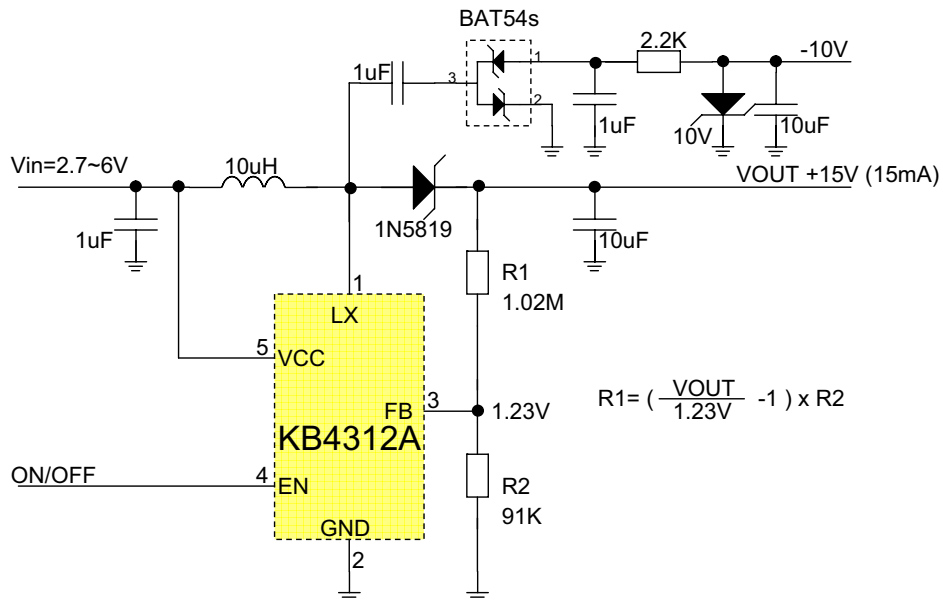 BAT54s
2.2K
-10V
1uF
3
1
2
1uF
10V
10uF
Vin=2.7~6V
10uH
VOUT +15V (15mA)
1uF
1N5819
10uF
R1
1.02M
1
LX
5
VCC
3
FB
1.23V
R1= ( VOUT / 1.23V -1 ) x R2
KB4312A
ON/OFF
4
EN
R2
91K
GND
2